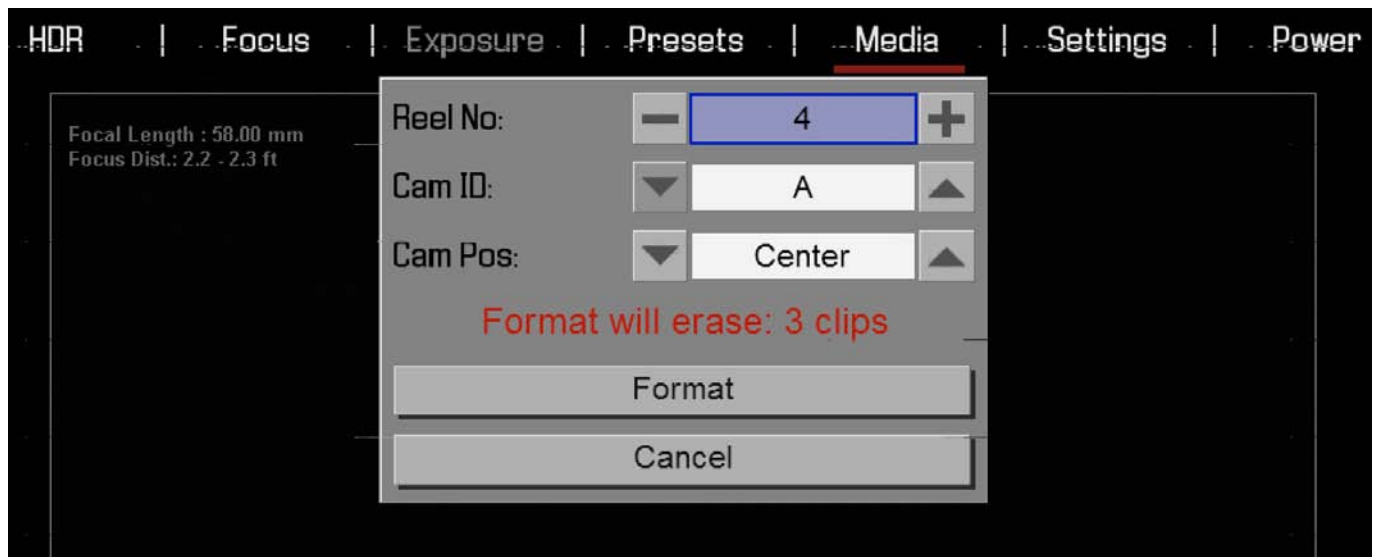 HDR | Focus | Exposure | Presets | Media | Settings | Power
Focal Length : 58.00 mm
Focus Dist.: 2.2 - 2.3 ft
Reel No: 4
Cam ID: A
Cam Pos: Center
Format will erase: 3 clips
Format
Cancel